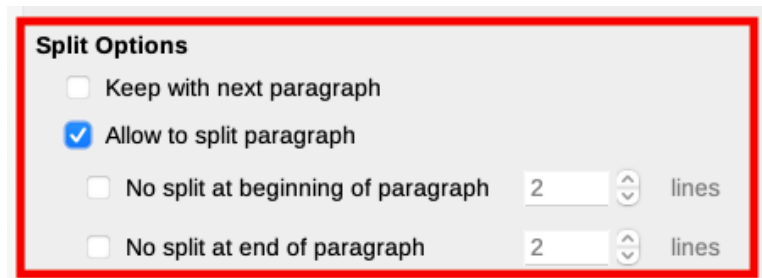 Split Options
Keep with next paragraph
Allow to split paragraph
No split at beginning of paragraph 2 lines
No split at end of paragraph 2 lines